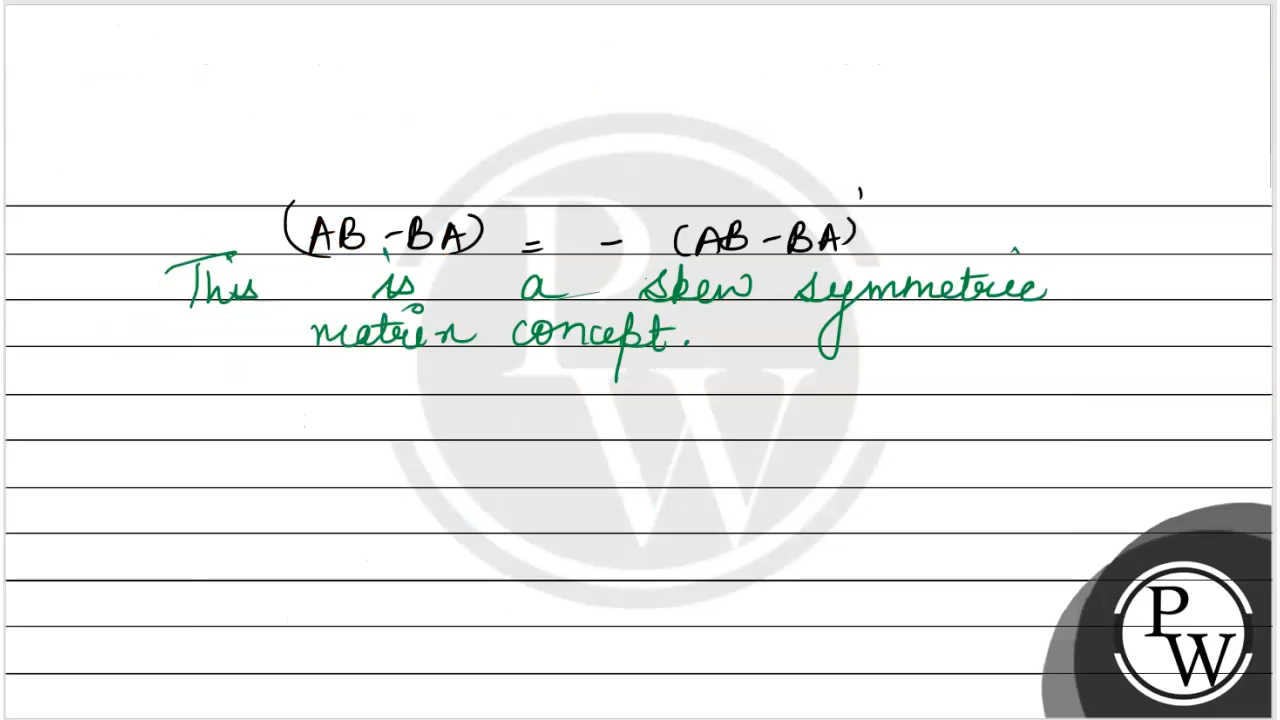 (AB - BA) = - (AB - BA)'
This is a skew symmetric
matrix concept.
P
W
P
W